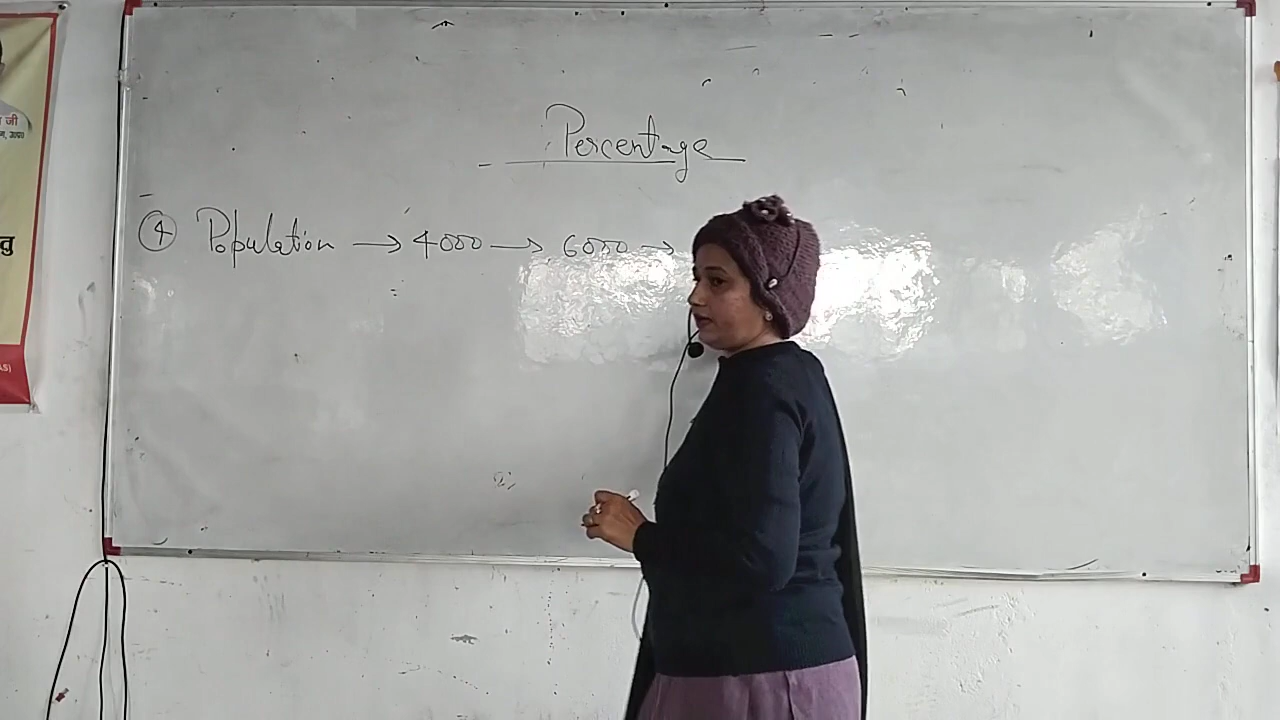 जी
Percentage
④ Population → 4000 → 6000 →